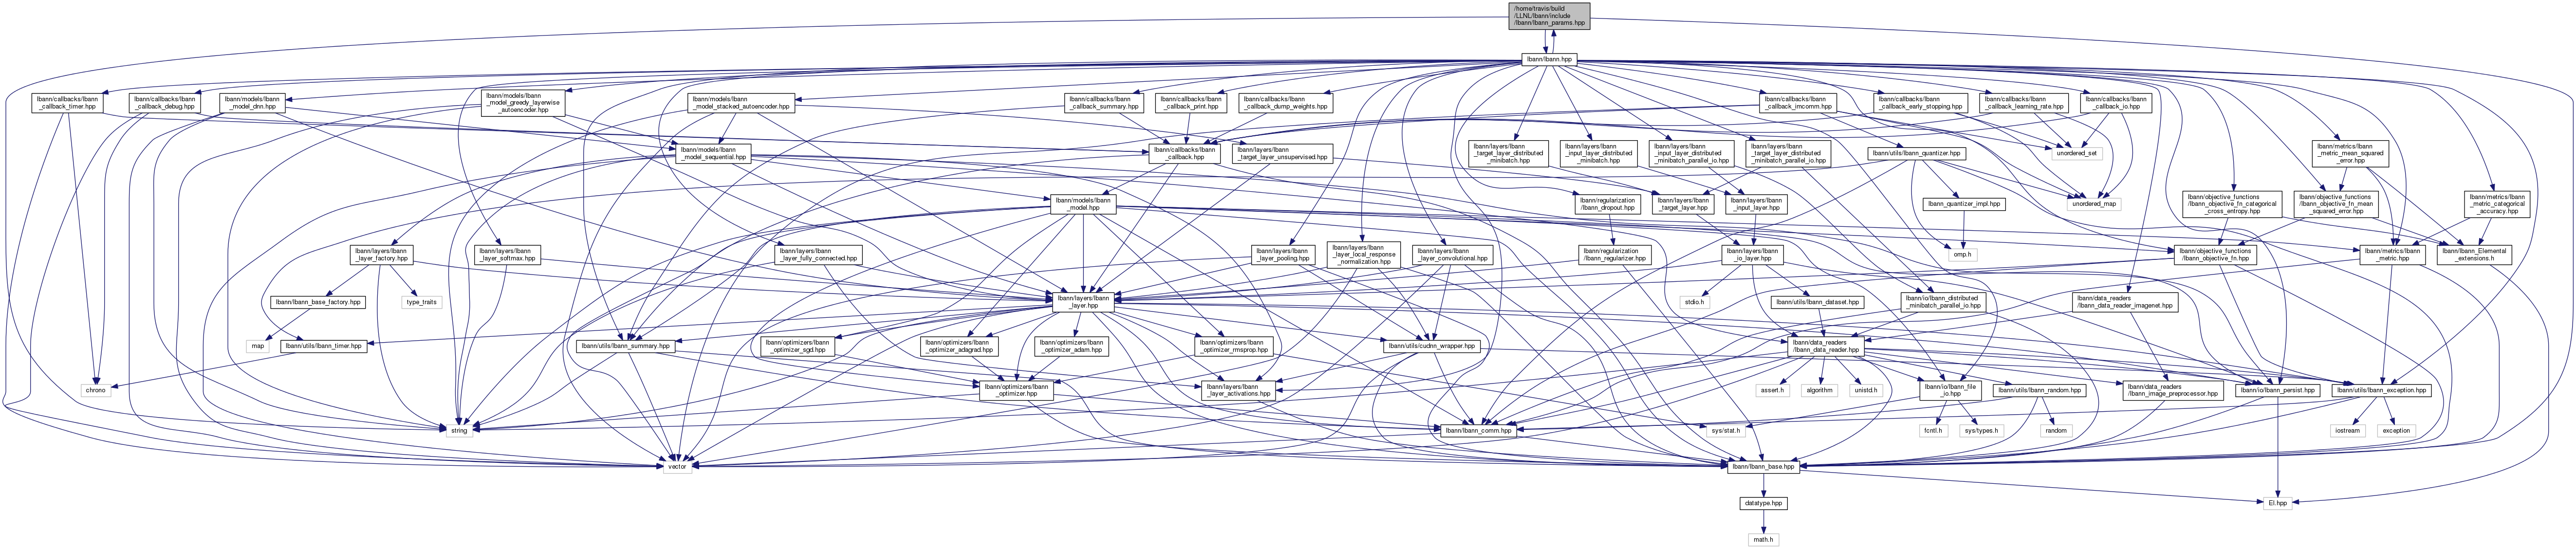 /home/travis/build
/LLNL/lbann/include
/lbann/lbann_params.hpp
lbann/lbann.hpp
lbann/callbacks/lbann
_callback_timer.hpp
lbann/callbacks/lbann
_callback_debug.hpp
lbann/models/lbann
_model_dnn.hpp
lbann/models/lbann
_model_greedy_layerwise
_autoencoder.hpp
lbann/models/lbann
_model_stacked_autoencoder.hpp
lbann/callbacks/lbann
_callback_summary.hpp
lbann/callbacks/lbann
_callback_print.hpp
lbann/callbacks/lbann
_callback_dump_weights.hpp
lbann/callbacks/lbann
_callback_imcomm.hpp
lbann/callbacks/lbann
_callback_early_stopping.hpp
lbann/callbacks/lbann
_callback_learning_rate.hpp
lbann/callbacks/lbann
_callback_io.hpp
lbann/models/lbann
_model_sequential.hpp
lbann/layers/lbann
_target_layer_unsupervised.hpp
lbann/callbacks/lbann
_callback.hpp
lbann/layers/lbann
_target_layer_distributed
_minibatch.hpp
lbann/layers/lbann
_input_layer_distributed
_minibatch.hpp
lbann/layers/lbann
_input_layer_distributed
_minibatch_parallel_io.hpp
lbann/layers/lbann
_target_layer_distributed
_minibatch_parallel_io.hpp
lbann/utils/lbann_quantizer.hpp
unordered_set
lbann/metrics/lbann
_metric_mean_squared
_error.hpp
lbann/models/lbann
_model.hpp
lbann/regularization
/lbann_dropout.hpp
lbann/layers/lbann
_target_layer.hpp
lbann/layers/lbann
_input_layer.hpp
lbann_quantizer_impl.hpp
unordered_map
lbann/objective_functions
/lbann_objective_fn_categorical
_cross_entropy.hpp
lbann/objective_functions
/lbann_objective_fn_mean
_squared_error.hpp
lbann/metrics/lbann
_metric_categorical
_accuracy.hpp
lbann/layers/lbann
_layer_factory.hpp
lbann/layers/lbann
_layer_softmax.hpp
lbann/layers/lbann
_layer_fully_connected.hpp
lbann/layers/lbann
_layer_pooling.hpp
lbann/layers/lbann
_layer_local_response
_normalization.hpp
lbann/layers/lbann
_layer_convolutional.hpp
lbann/regularization
/lbann_regularizer.hpp
lbann/layers/lbann
_io_layer.hpp
omp.h
lbann/objective_functions
/lbann_objective_fn.hpp
lbann/metrics/lbann
_metric.hpp
lbann/lbann_Elemental
_extensions.h
lbann/lbann_base_factory.hpp
type_traits
lbann/layers/lbann
_layer.hpp
stdio.h
lbann/utils/lbann_dataset.hpp
lbann/io/lbann_distributed
_minibatch_parallel_io.hpp
lbann/data_readers
/lbann_data_reader_imagenet.hpp
map
lbann/utils/lbann_timer.hpp
lbann/utils/lbann_summary.hpp
lbann/optimizers/lbann
_optimizer_sgd.hpp
lbann/optimizers/lbann
_optimizer_adagrad.hpp
lbann/optimizers/lbann
_optimizer_adam.hpp
lbann/optimizers/lbann
_optimizer_rmsprop.hpp
lbann/utils/cudnn_wrapper.hpp
lbann/data_readers
/lbann_data_reader.hpp
chrono
lbann/optimizers/lbann
_optimizer.hpp
lbann/layers/lbann
_layer_activations.hpp
assert.h
algorithm
unistd.h
lbann/io/lbann_file
_io.hpp
lbann/utils/lbann_random.hpp
lbann/data_readers
/lbann_image_preprocessor.hpp
lbann/io/lbann_persist.hpp
lbann/utils/lbann_exception.hpp
string
lbann/lbann_comm.hpp
sys/stat.h
fcntl.h
sys/types.h
random
iostream
exception
vector
lbann/lbann_base.hpp
datatype.hpp
El.hpp
math.h